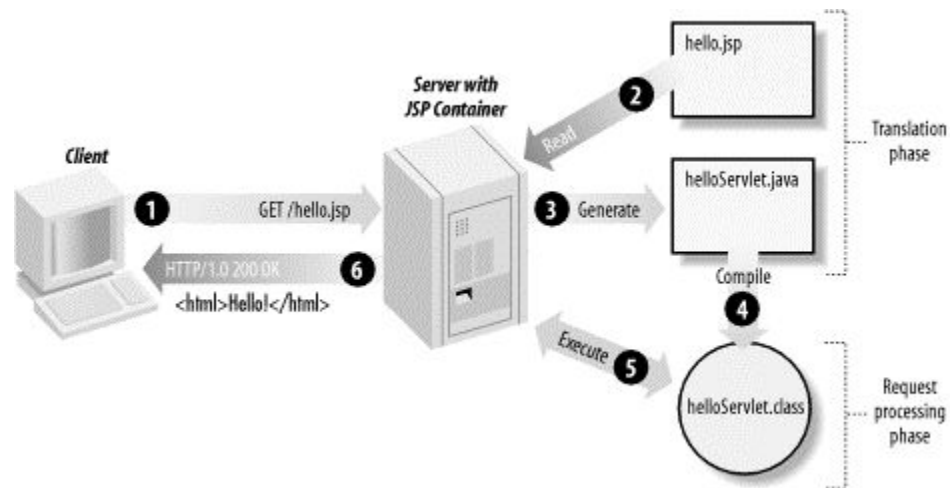 hello.jsp
Server with
JSP Container
2
Read
Translation
phase
Client
helloServlet.java
1
GET /hello.jsp
3
Generate
HTTP/1.0 200 OK
6
<html>Hello!</html>
Compile
4
Execute
5
helloServlet.class
Request
processing
phase